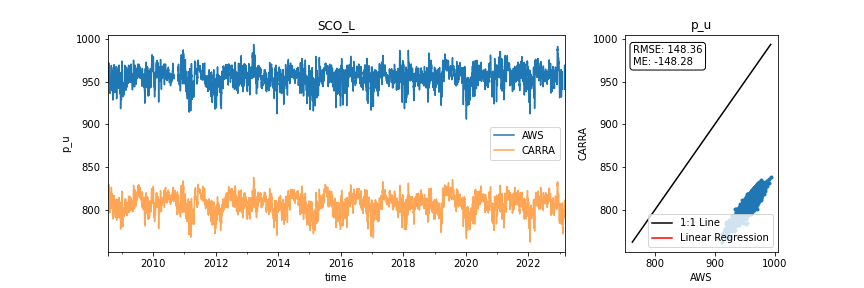 SCO_L
p_u
1000
950
900
850
800
p_u
AWS
CARRA
2010
2012
2014
2016
2018
2020
2022
time
p_u
1000
950
900
850
800
CARRA
RMSE: 148.36
ME: -148.28
1:1 Line
Linear Regression
800
900
1000
AWS